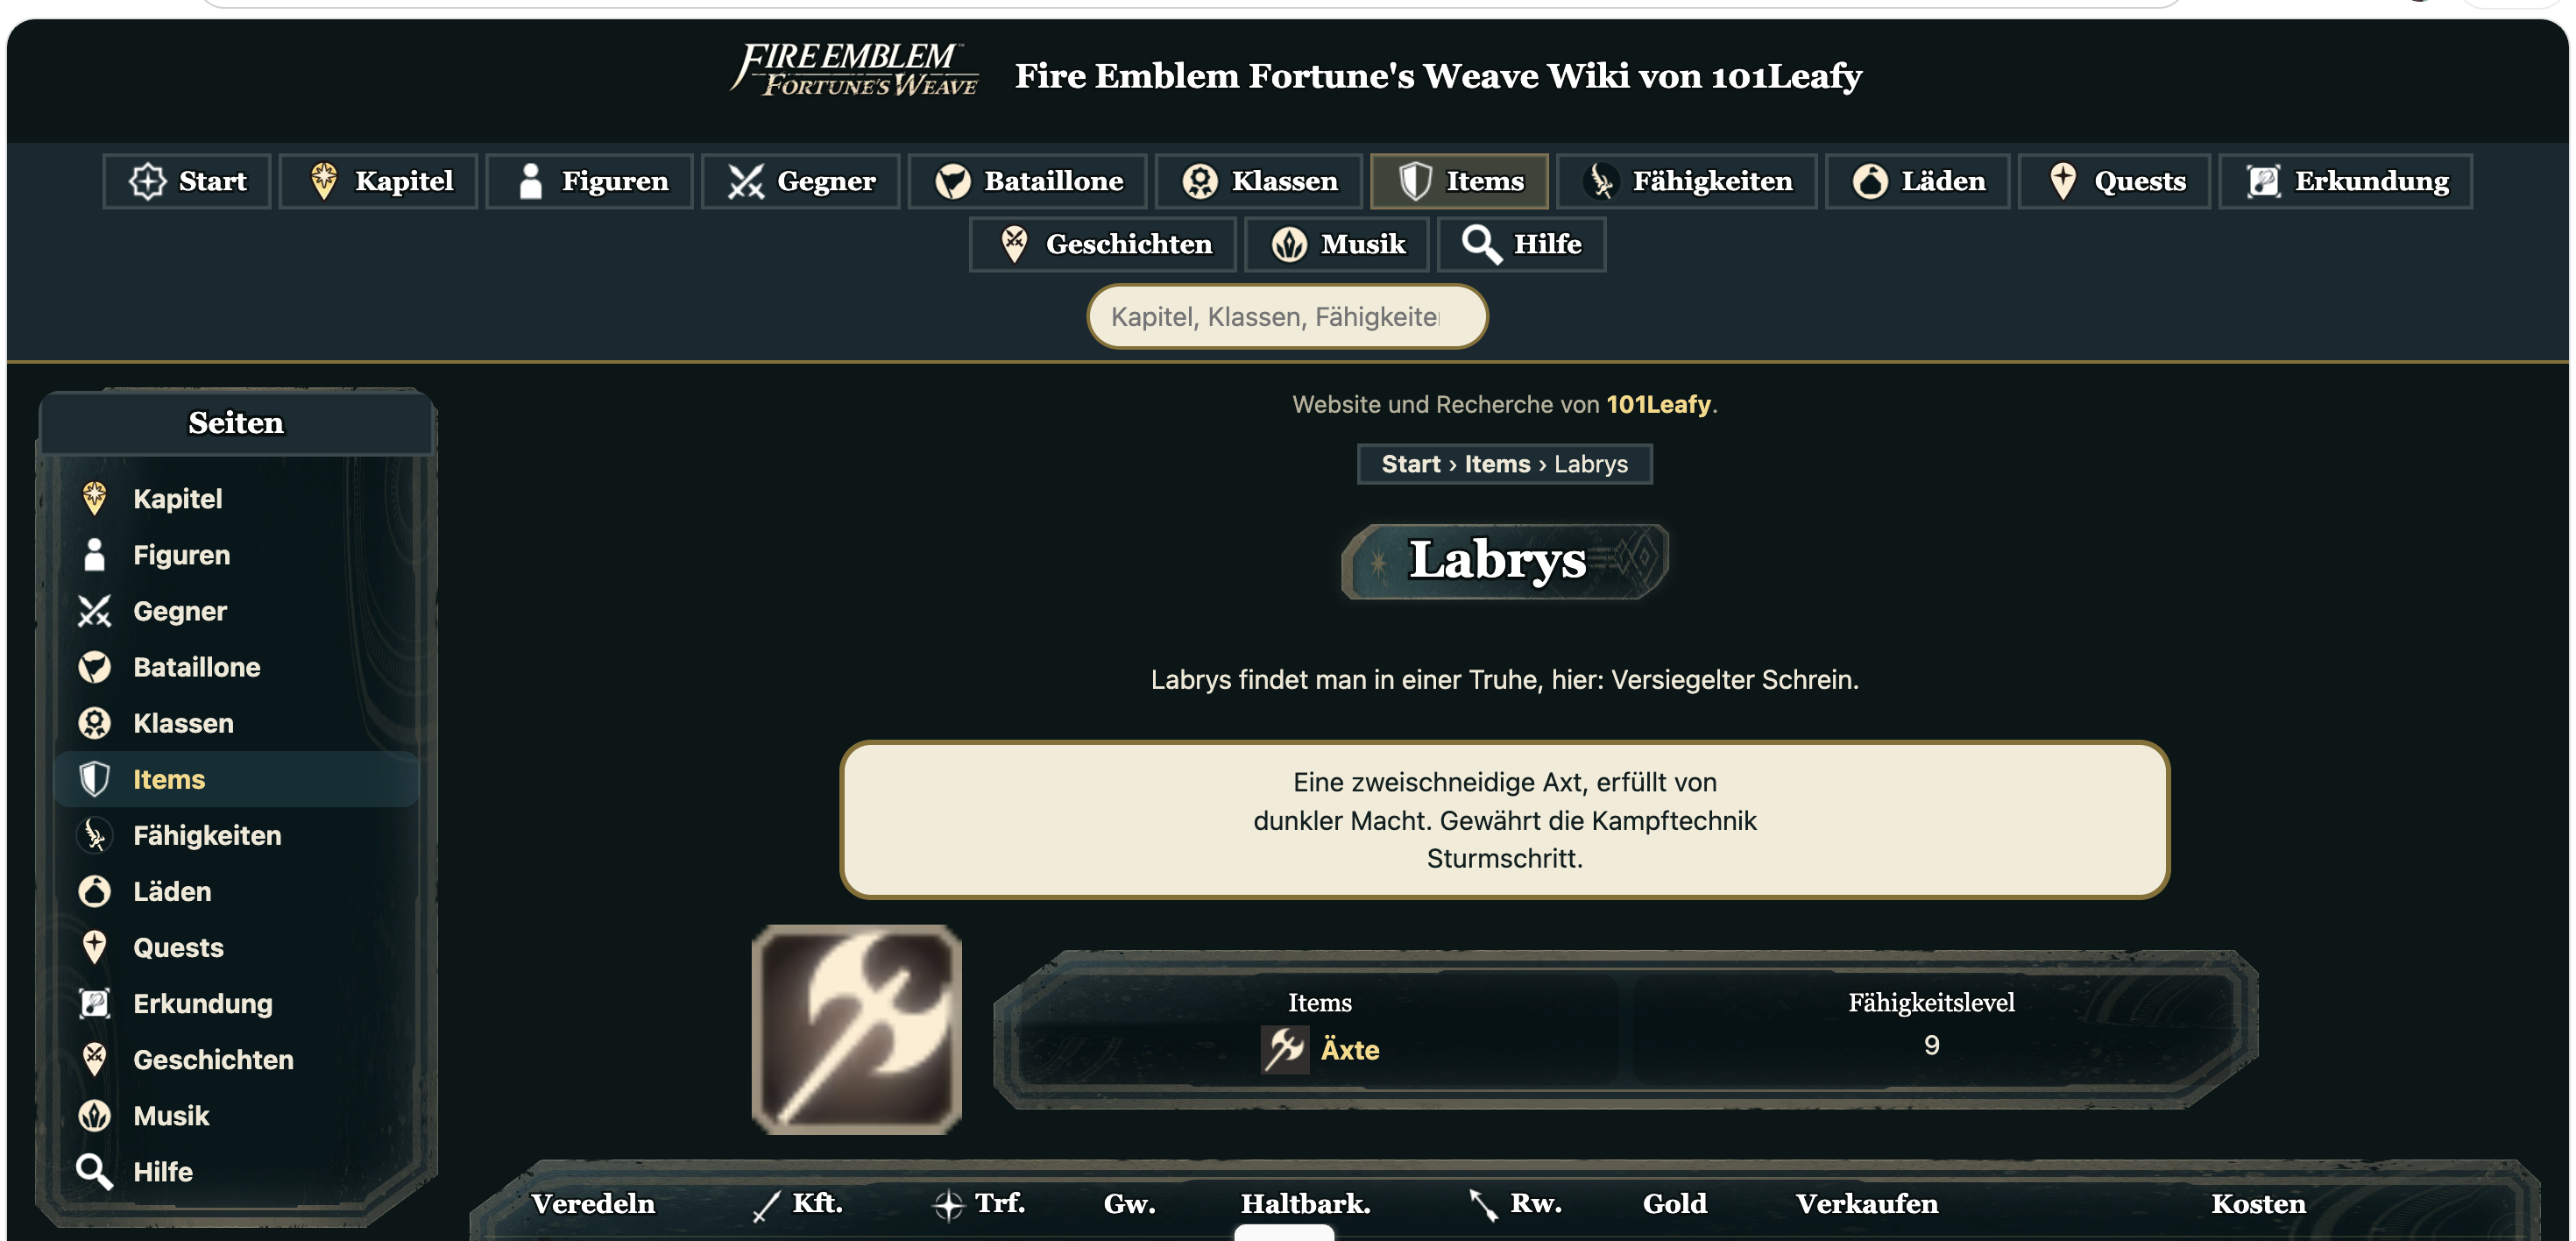 FIRE EMBLEM
FORTUNE'S WEAVE
Fire Emblem Fortune's Weave Wiki von 101Leafy
Start
Kapitel
Figuren
Gegner
Bataillone
Klassen
Items
Fähigkeiten
Läden
Quests
Erkundung
Geschichten
Musik
Hilfe
Kapitel, Klassen, Fähigkeite
Seiten
Kapitel
Figuren
Gegner
Bataillone
Klassen
Items
Fähigkeiten
Läden
Quests
Erkundung
Geschichten
Musik
Hilfe
Website und Recherche von 101Leafy.
Start › Items › Labrys
Labrys
Labrys findet man in einer Truhe, hier: Versiegelter Schrein.
Eine zweischneidige Axt, erfüllt von
dunkler Macht. Gewährt die Kampftechnik
Sturmschritt.
Items
Äxte
Fähigkeitslevel
9
Veredeln Kft. Trf. Gw. Haltbark. Rw. Gold Verkaufen Kosten